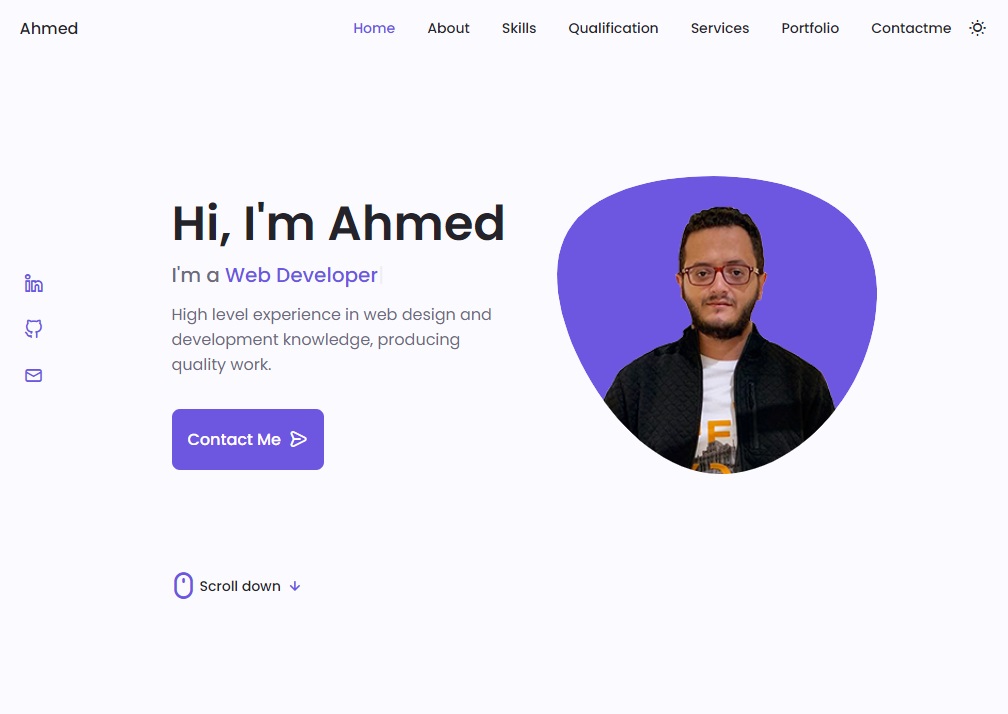 Ahmed
Home About Skills Qualification Services Portfolio Contactme
Hi, I'm Ahmed
I'm a Web Developer
High level experience in web design and
development knowledge, producing
quality work.
Contact Me
Scroll down